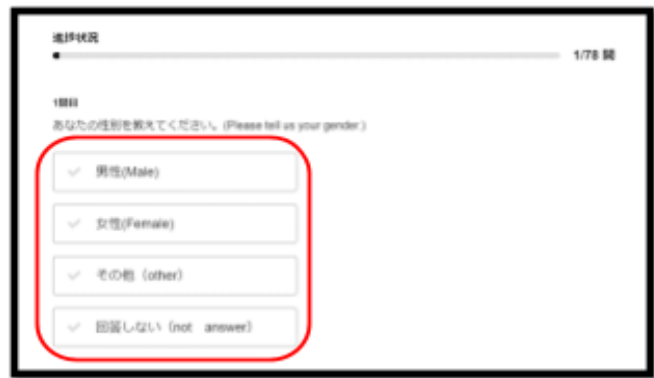 進捗状況
1/78 問
1問目
あなたの性別を教えてください。(Please tell us your gender.)
男性(Male)
女性(Female)
その他（other）
回答しない（not　answer）